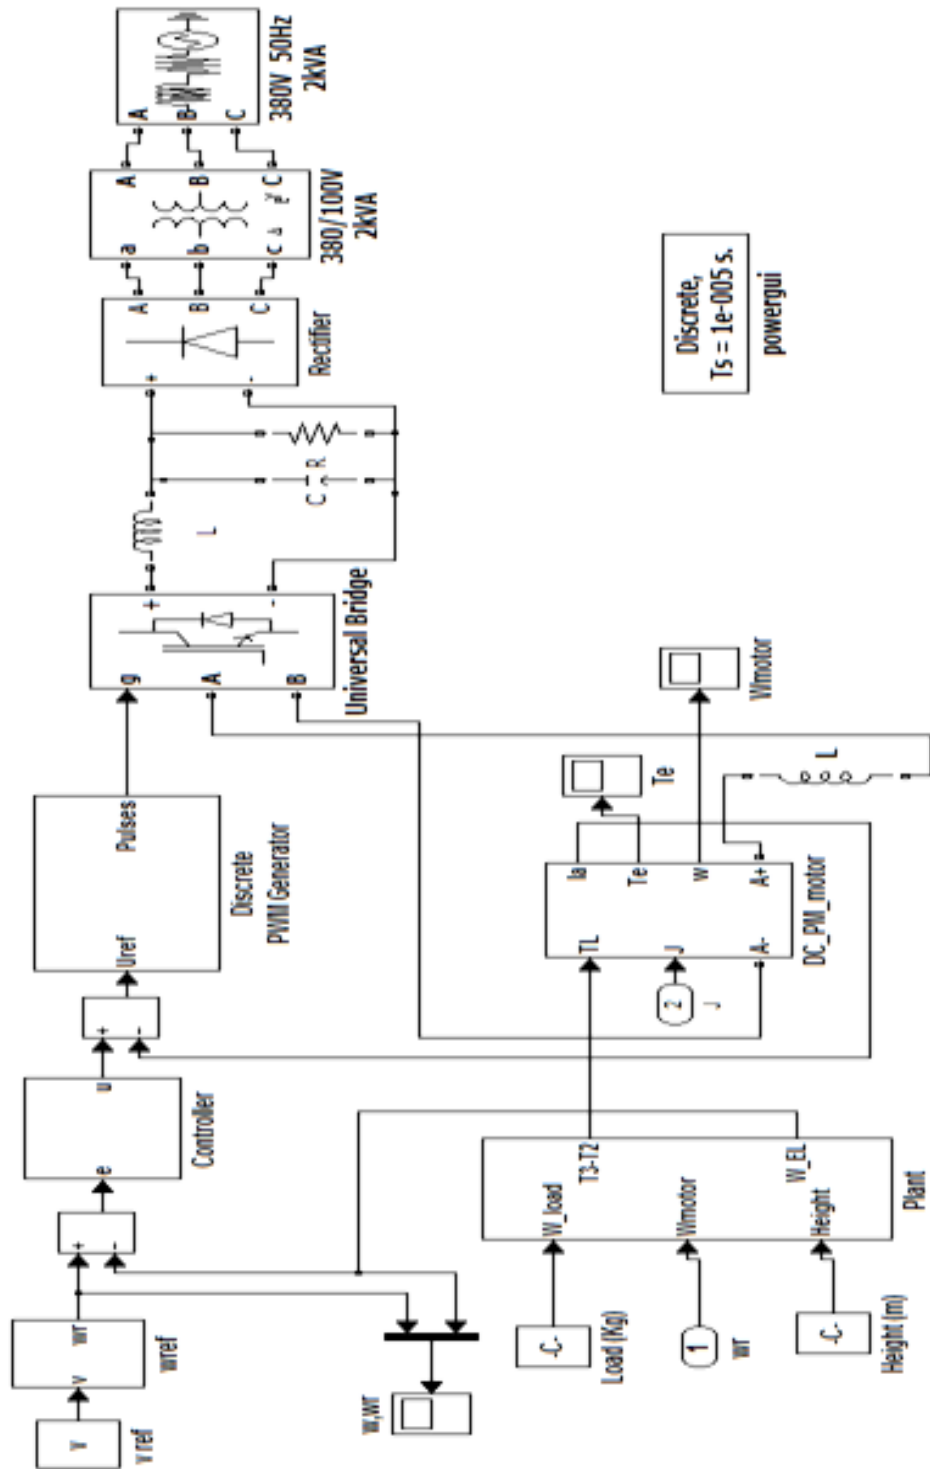 v
v ref
v
wr
wref
+
-
e
u
Controller
+
-
Uref
Pulses
Discrete
PWM Generator
g
A
B
+
-
Universal Bridge
L
C
R
+
-
A
B
C
Rectifier
a
b
c
A
B
C
Δ
380/100V
2kVA
A
B
C
380V 50Hz
2kVA
w,wr
-C-
Load (Kg)
1
wr
-C-
Height (m)
W_load
Wmotor
Height
T3-T2
W_EL
Plant
2
J
TL
J
A-
Ia
Te
w
A+
DC_PM_motor
Te
Wmotor
L
Discrete,
Ts = 1e-005 s.
powergui